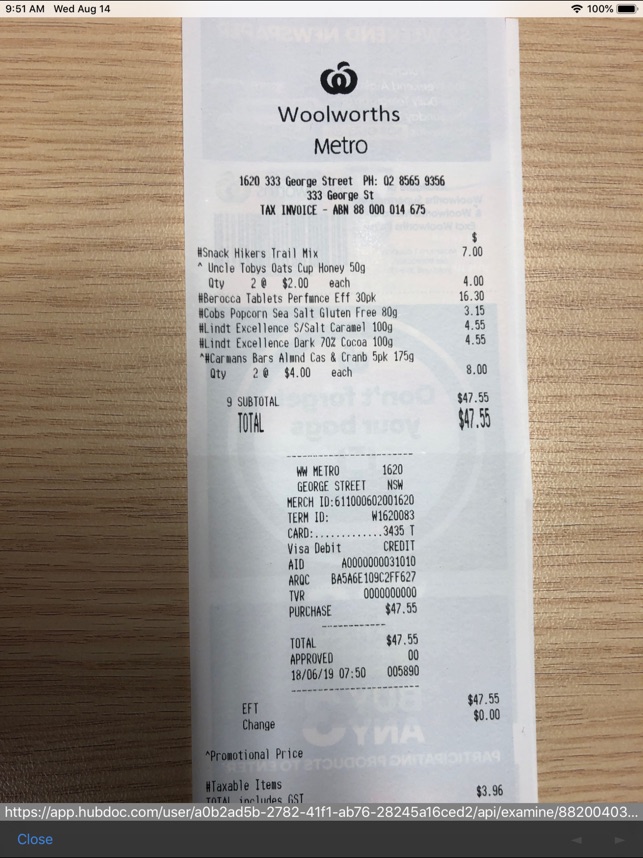 9:51 AM Wed Aug 14
100%
Woolworths
Metro
1620 333 George Street PH: 02 8565 9356
333 George St
TAX INVOICE - ABN 88 000 014 675
$
#Snack Hikers Trail Mix 7.00
^ Uncle Tobys Oats Cup Honey 50g
Qty 2 @ $2.00 each 4.00
#Berocca Tablets Perfmnce Eff 30pk 16.30
#Cobs Popcorn Sea Salt Gluten Free 80g 3.15
#Lindt Excellence S/Salt Caramel 100g 4.55
#Lindt Excellence Dark 70% Cocoa 100g 4.55
^#Carmans Bars Almnd Cas & Cranb 5pk 175g
Qty 2 @ $4.00 each 8.00
9 SUBTOTAL $47.55
TOTAL $47.55
WW METRO 1620
GEORGE STREET NSW
MERCH ID:611000602001620
TERM ID: W1620083
CARD:.............3435 T
Visa Debit CREDIT
AID A0000000031010
ARQC BA5A6E109C2FF627
TVR 0000000000
PURCHASE $47.55
TOTAL $47.55
APPROVED 00
18/06/19 07:50 005890
EFT $47.55
Change $0.00
^Promotional Price
#Taxable Items
TOTAL includes GST $3.96
https://app.hubdoc.com/user/a0b2ad5b-2782-41f1-ab76-28245a16ced2/api/examine/88200403...
Close